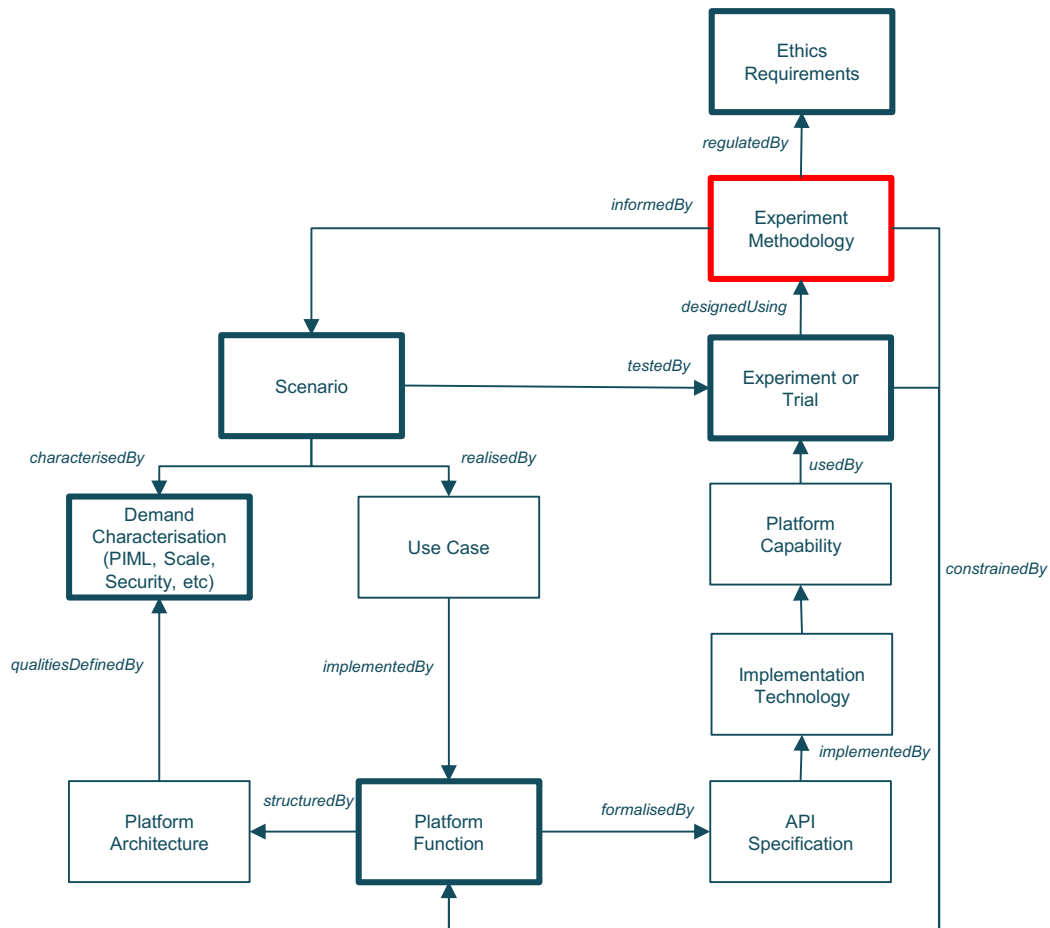 Ethics
Requirements
regulatedBy
informedBy
Experiment
Methodology
designedUsing
Scenario
testedBy
Experiment or
Trial
characterisedBy
realisedBy
usedBy
Demand
Characterisation
(PIML, Scale,
Security, etc)
Use Case
Platform
Capability
constrainedBy
qualitiesDefinedBy
implementedBy
Implementation
Technology
implementedBy
Platform
Architecture
structuredBy
Platform
Function
formalisedBy
API
Specification